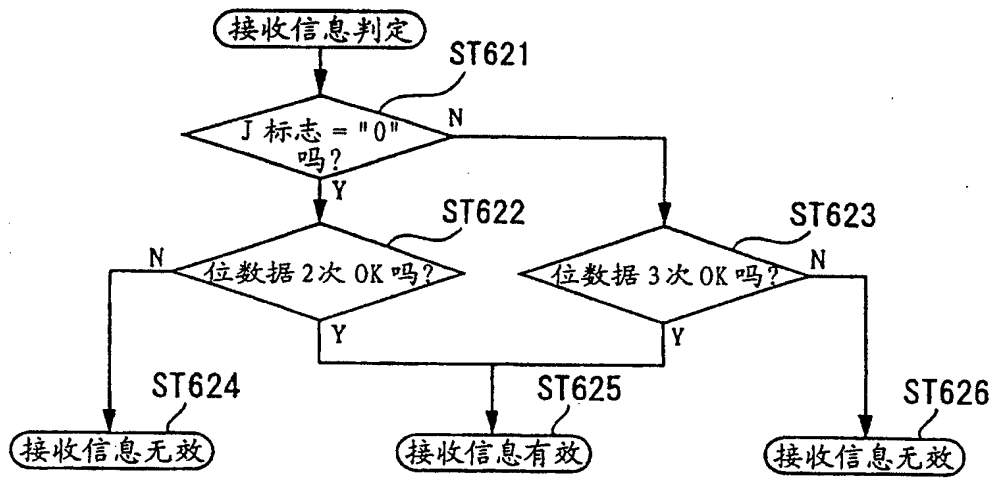 接收信息判定
ST621
J 标志 = "0"
吗?
N
Y
ST622
ST623
N
位数据 2次 OK 吗?
位数据 3次 OK 吗?
N
Y
Y
ST624
ST625
ST626
接收信息无效
接收信息有效
接收信息无效